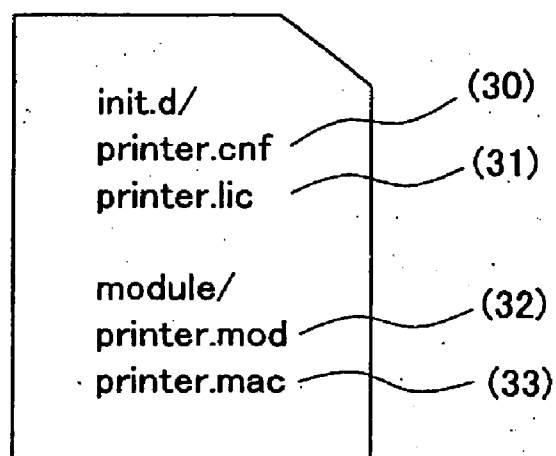 init.d/
printer.cnf (30)
printer.lic (31)
module/
printer.mod (32)
printer.mac (33)